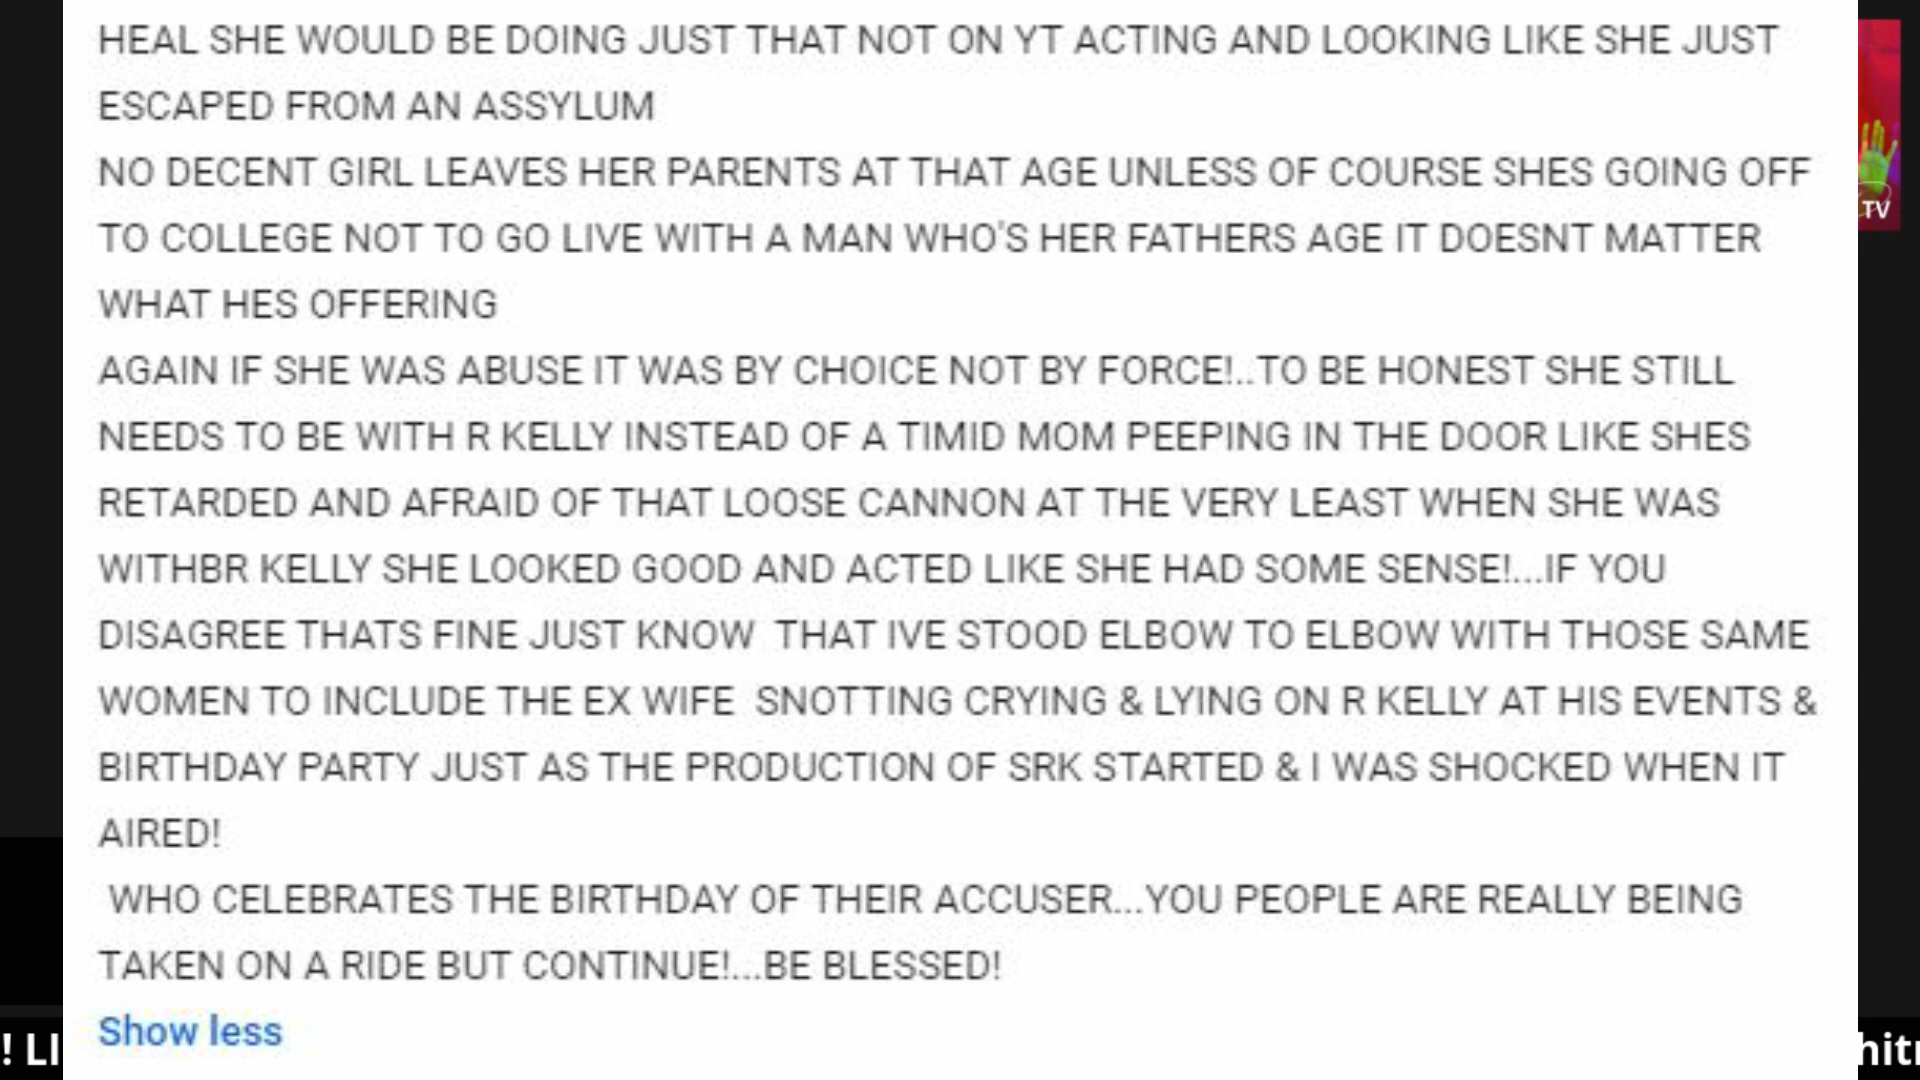 HEAL SHE WOULD BE DOING JUST THAT NOT ON YT ACTING AND LOOKING LIKE SHE JUST
ESCAPED FROM AN ASSYLUM
NO DECENT GIRL LEAVES HER PARENTS AT THAT AGE UNLESS OF COURSE SHES GOING OFF
TO COLLEGE NOT TO GO LIVE WITH A MAN WHO'S HER FATHERS AGE IT DOESNT MATTER
WHAT HES OFFERING
AGAIN IF SHE WAS ABUSE IT WAS BY CHOICE NOT BY FORCE!..TO BE HONEST SHE STILL
NEEDS TO BE WITH R KELLY INSTEAD OF A TIMID MOM PEEPING IN THE DOOR LIKE SHES
RETARDED AND AFRAID OF THAT LOOSE CANNON AT THE VERY LEAST WHEN SHE WAS
WITHBR KELLY SHE LOOKED GOOD AND ACTED LIKE SHE HAD SOME SENSE!...IF YOU
DISAGREE THATS FINE JUST KNOW  THAT IVE STOOD ELBOW TO ELBOW WITH THOSE SAME
WOMEN TO INCLUDE THE EX WIFE  SNOTTING CRYING & LYING ON R KELLY AT HIS EVENTS &
BIRTHDAY PARTY JUST AS THE PRODUCTION OF SRK STARTED & I WAS SHOCKED WHEN IT
AIRED!
WHO CELEBRATES THE BIRTHDAY OF THEIR ACCUSER...YOU PEOPLE ARE REALLY BEING
TAKEN ON A RIDE BUT CONTINUE!...BE BLESSED!
Show less
TV
! LI
hit